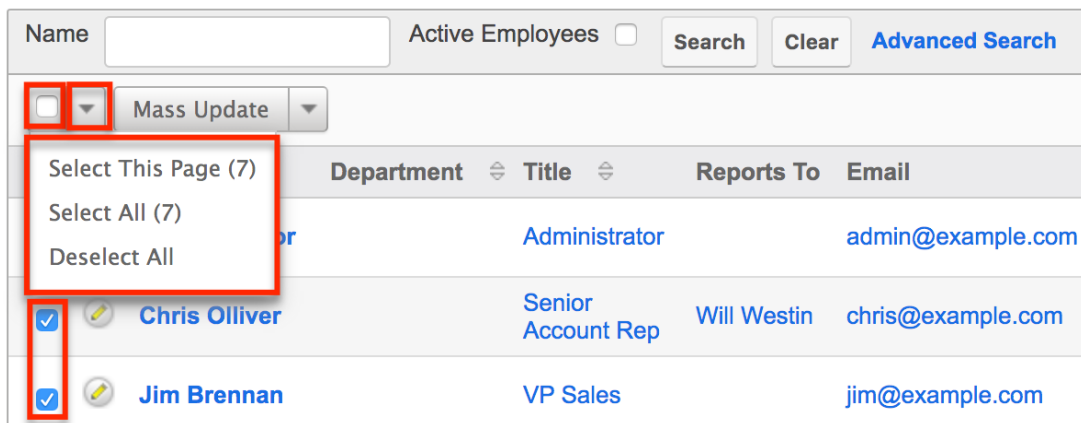 Name Active Employees Search Clear Advanced Search
Mass Update
Select This Page (7)
Select All (7)
Deselect All
Department Title Reports To Email
or Administrator admin@example.com
Chris Olliver Senior Account Rep Will Westin chris@example.com
Jim Brennan VP Sales jim@example.com